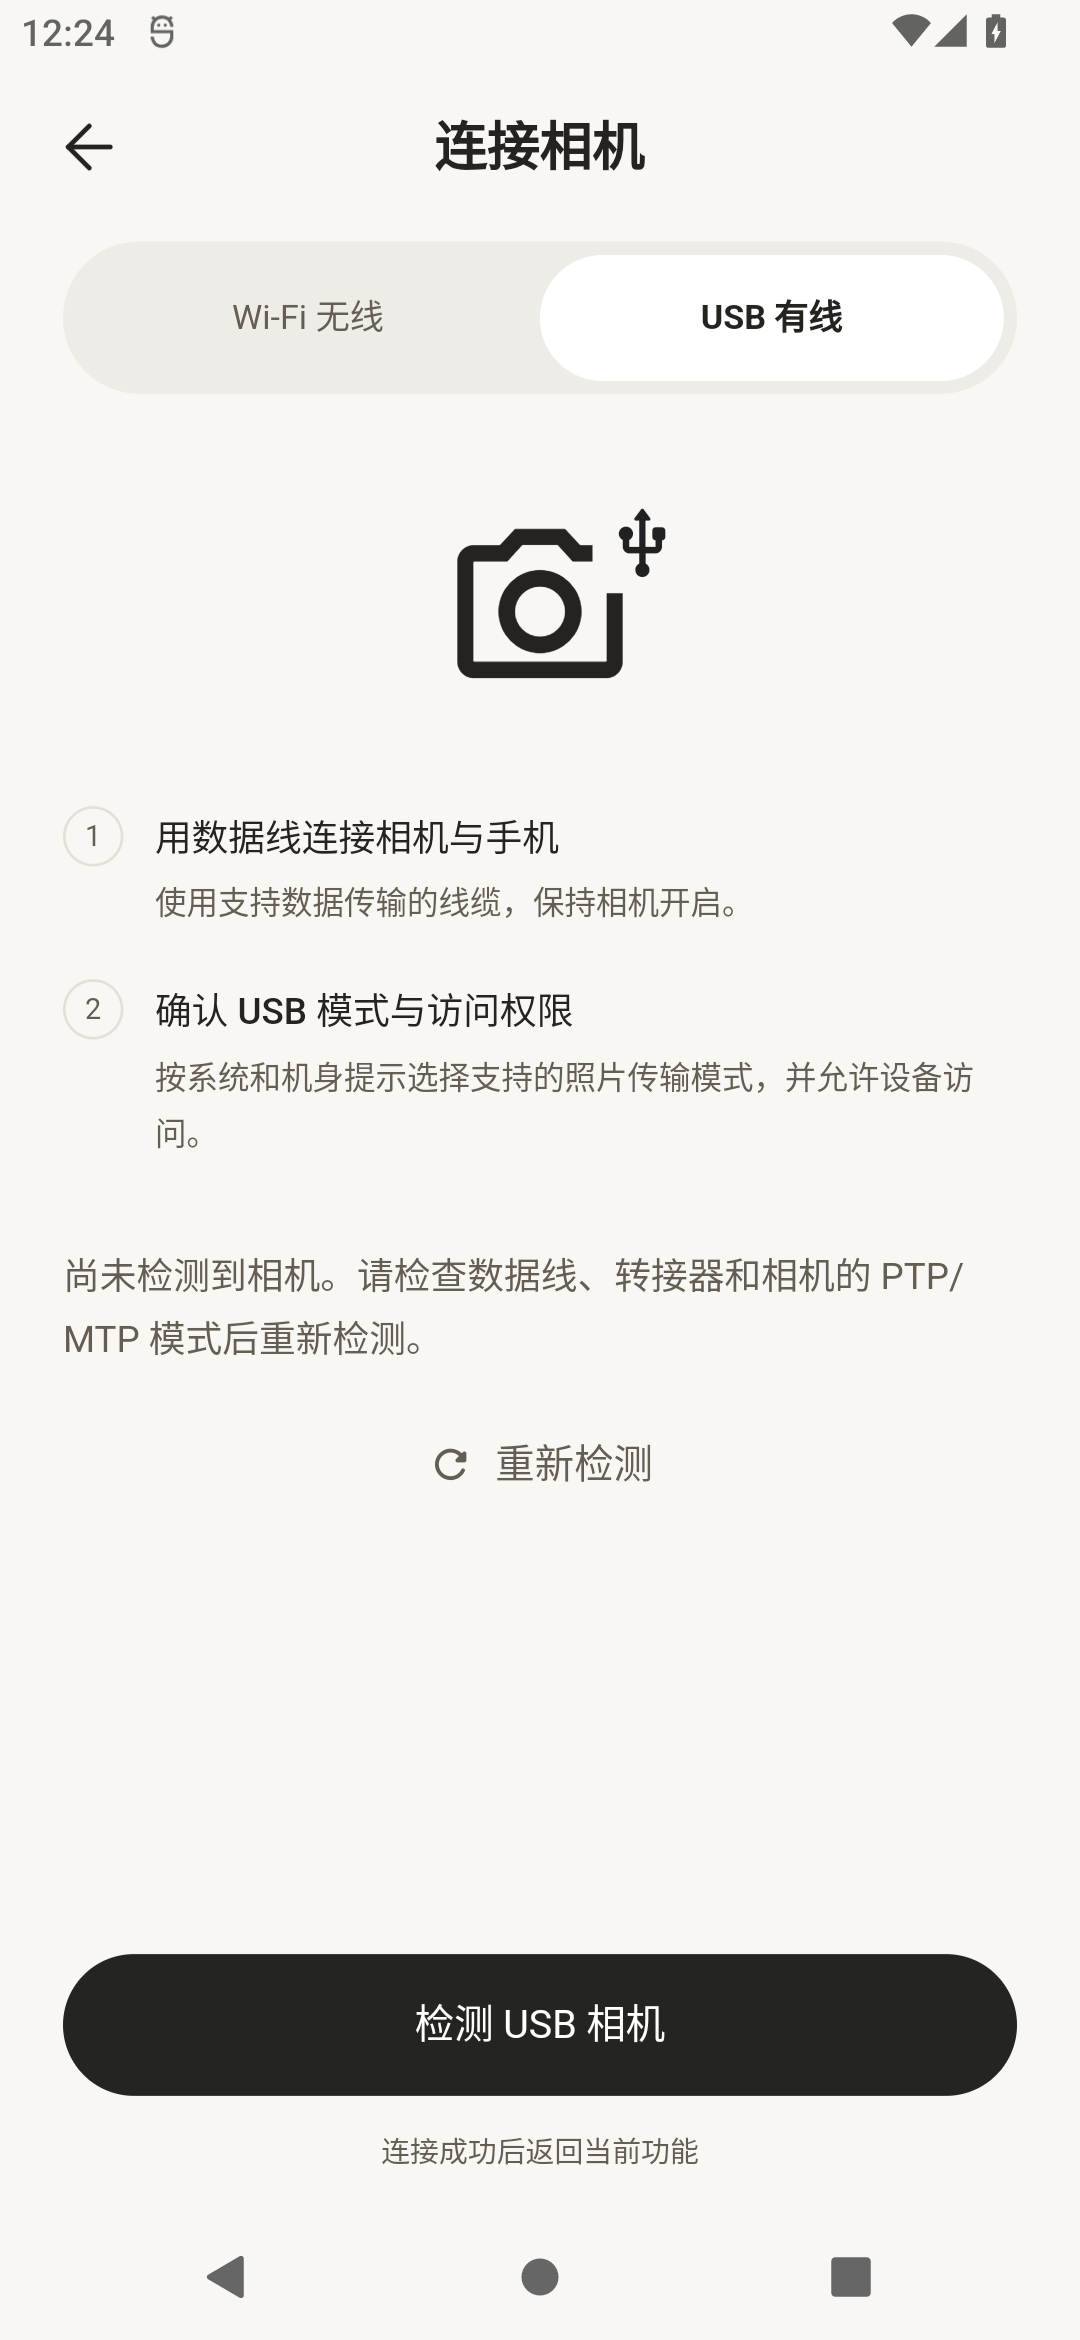 12:24
连接相机
Wi-Fi 无线
USB 有线
1
用数据线连接相机与手机
使用支持数据传输的线缆，保持相机开启。
2
确认 USB 模式与访问权限
按系统和机身提示选择支持的照片传输模式，并允许设备访
问。
尚未检测到相机。请检查数据线、转接器和相机的 PTP/
MTP 模式后重新检测。
重新检测
检测 USB 相机
连接成功后返回当前功能